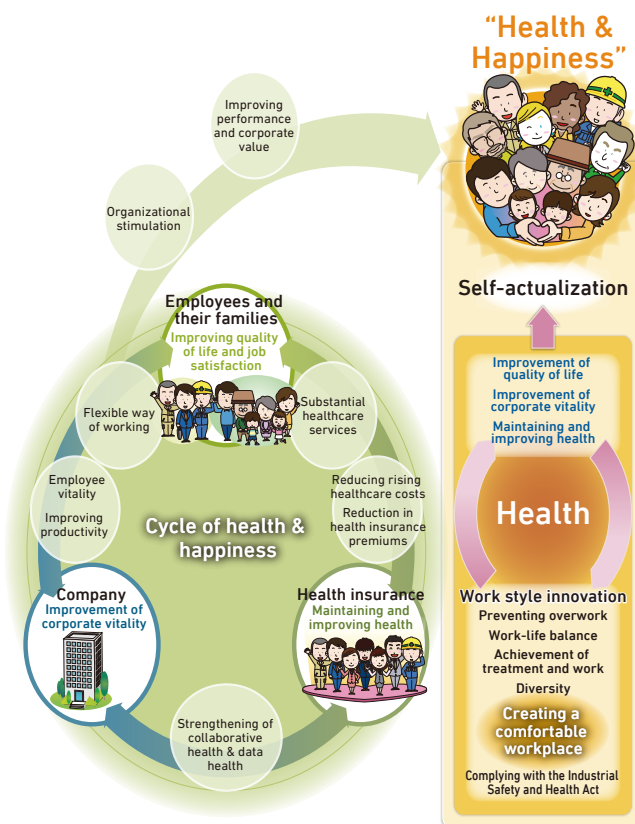 “Health &
Happiness”
Improving
performance
and corporate
value
Organizational
stimulation
Employees and
their families
Improving quality
of life and job
satisfaction
Flexible way
of working
Substantial
healthcare
services
Employee
vitality
Improving
productivity
Reducing rising
healthcare costs
Reduction in
health insurance
premiums
Cycle of health &
happiness
Company
Improvement of
corporate vitality
Health insurance
Maintaining and
improving health
Strengthening of
collaborative
health & data
health
Self-actualization
Improvement of
quality of life
Improvement of
corporate vitality
Maintaining and
improving health
Health
Work style innovation
Preventing overwork
Work-life balance
Achievement of
treatment and work
Diversity
Creating a
comfortable
workplace
Complying with the Industrial
Safety and Health Act